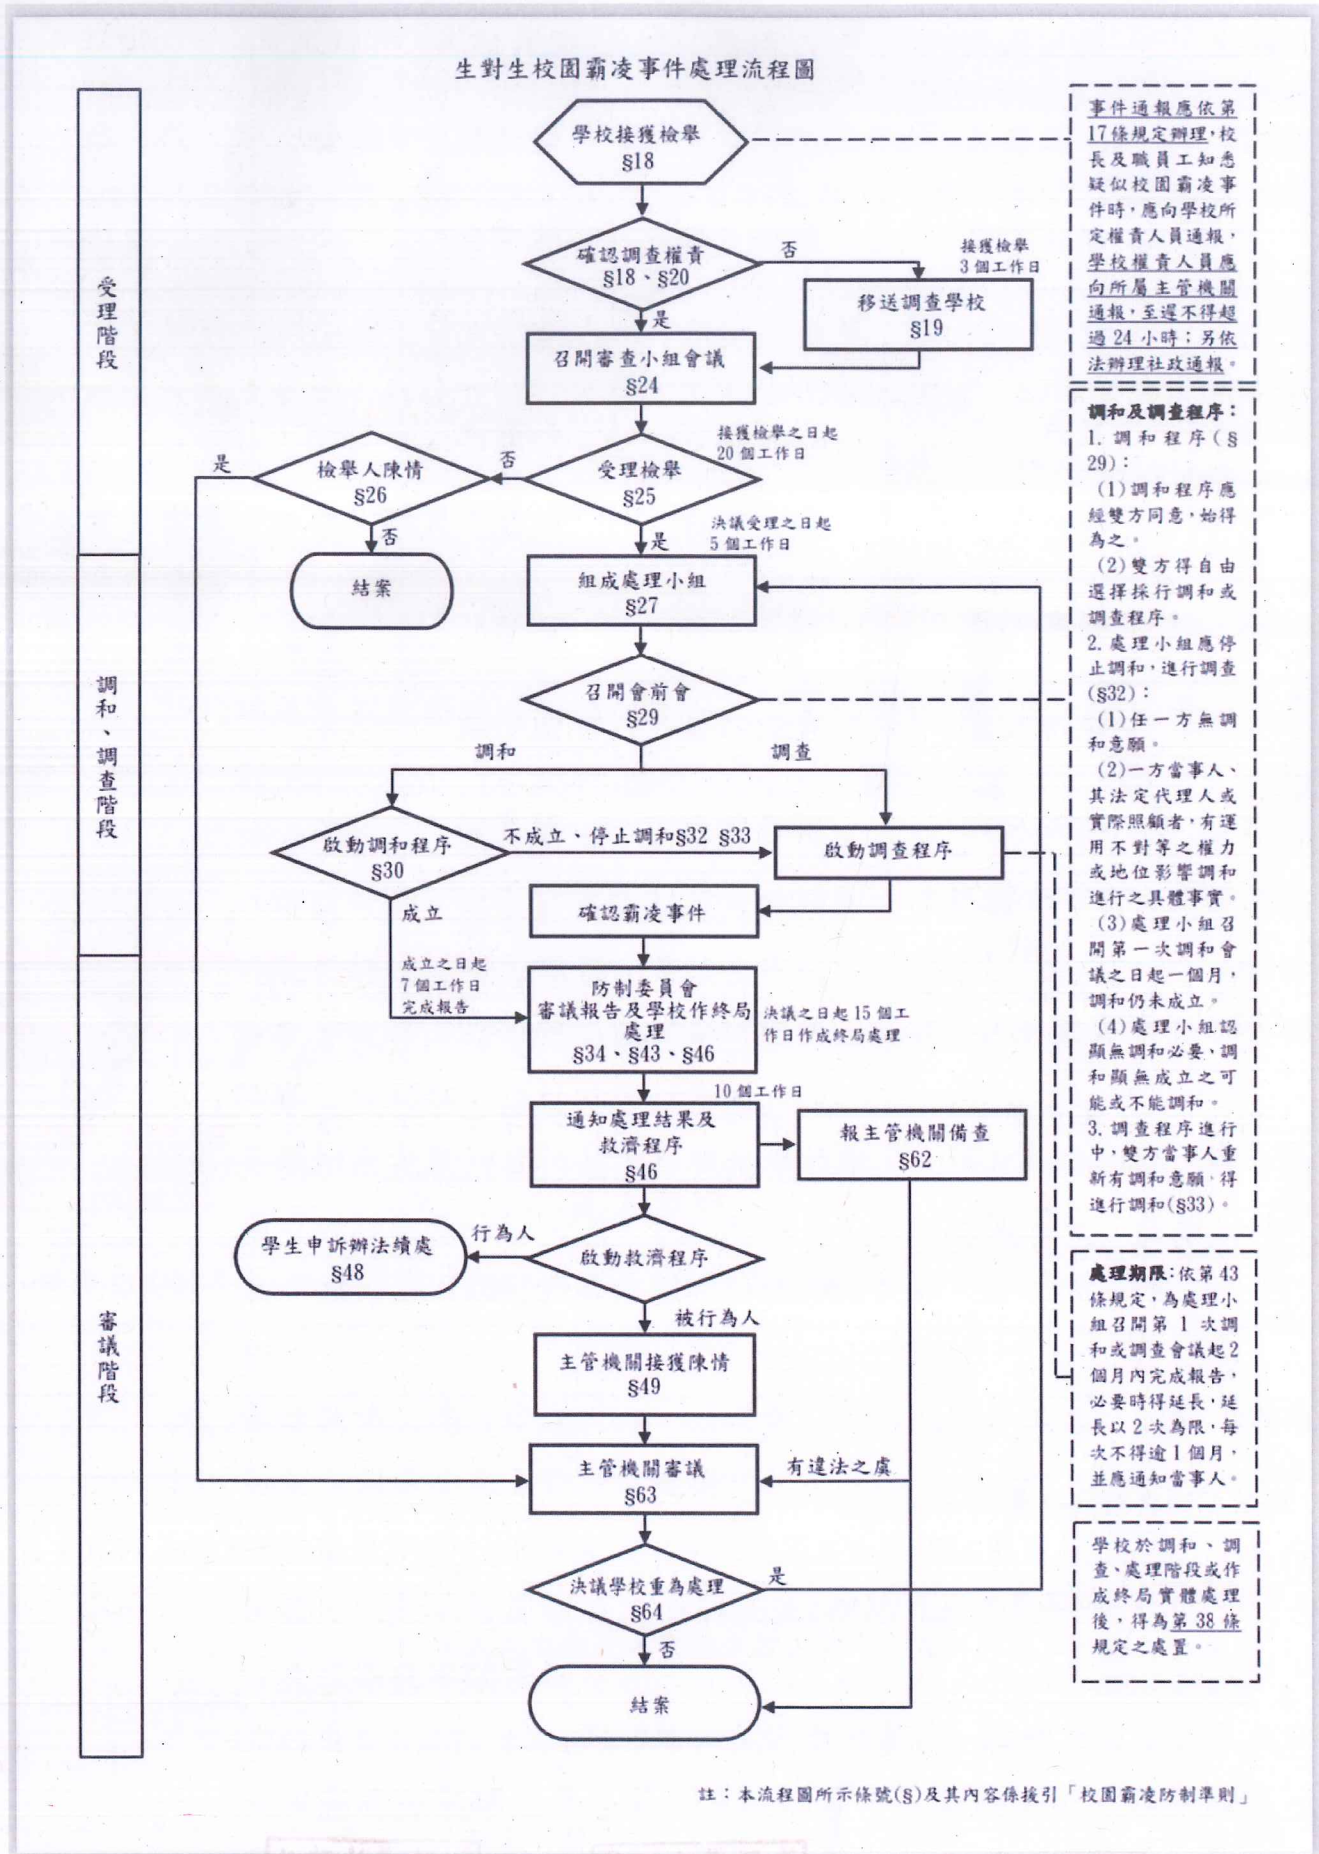 生對生校園霸凌事件處理流程圖
受理階段
調和、調查階段
審議階段
學校接獲檢舉
§18
確認調查權責
§18、§20
否
接獲檢舉
3個工作日
移送調查學校
§19
是
召開審查小組會議
§24
接獲檢舉之日起
20個工作日
受理檢舉
§25
否
檢舉人陳情
§26
是
否
結案
決議受理之日起
5個工作日
是
組成處理小組
§27
召開會前會
§29
調和
調查
啟動調和程序
§30
不成立、停止調和§32 §33
啟動調查程序
成立
確認霸凌事件
成立之日起
7個工作日
完成報告
防制委員會
審議報告及學校作終局
處理
§34、§43、§46
決議之日起15個工
作日作成終局處理
10個工作日
通知處理結果及
救濟程序
§46
報主管機關備查
§62
啟動救濟程序
行為人
學生申訴辦法續處
§48
被行為人
主管機關接獲陳情
§49
主管機關審議
§63
有違法之虞
決議學校重為處理
§64
是
否
結案
事件通報應依第
17條規定辦理,校
長及職員工知悉
疑似校園霸凌事
件時,應向學校所
定權責人員通報,
學校權責人員應
向所屬主管機關
通報,至遲不得超
過24小時;另依
法辦理社政通報。
調和及調查程序:
1. 調和程序(§
29):
(1)調和程序應
經雙方同意,始得
為之。
(2)雙方得自由
選擇採行調和或
調查程序。
2. 處理小組應停
止調和,進行調查
(§32):
(1)任一方無調
和意願。
(2)一方當事人、
其法定代理人或
實際照顧者,有運
用不對等之權力
或地位影響調和
進行之具體事實。
(3)處理小組召
開第一次調和會
議之日起一個月,
調和仍未成立。
(4)處理小組認
顯無調和必要、調
和顯無成立之可
能或不能調和。
3. 調查程序進行
中,雙方當事人重
新有調和意願,得
進行調和(§33)。
處理期限:依第43
條規定,為處理小
組召開第1次調
和或調查會議起2
個月內完成報告,
必要時得延長,延
長以2次為限,每
次不得逾1個月,
並應通知當事人。
學校於調和、調
查、處理階段或作
成終局實體處理
後,得為第38條
規定之處置。
註:本流程圖所示條號(§)及其內容係援引「校園霸凌防制準則」